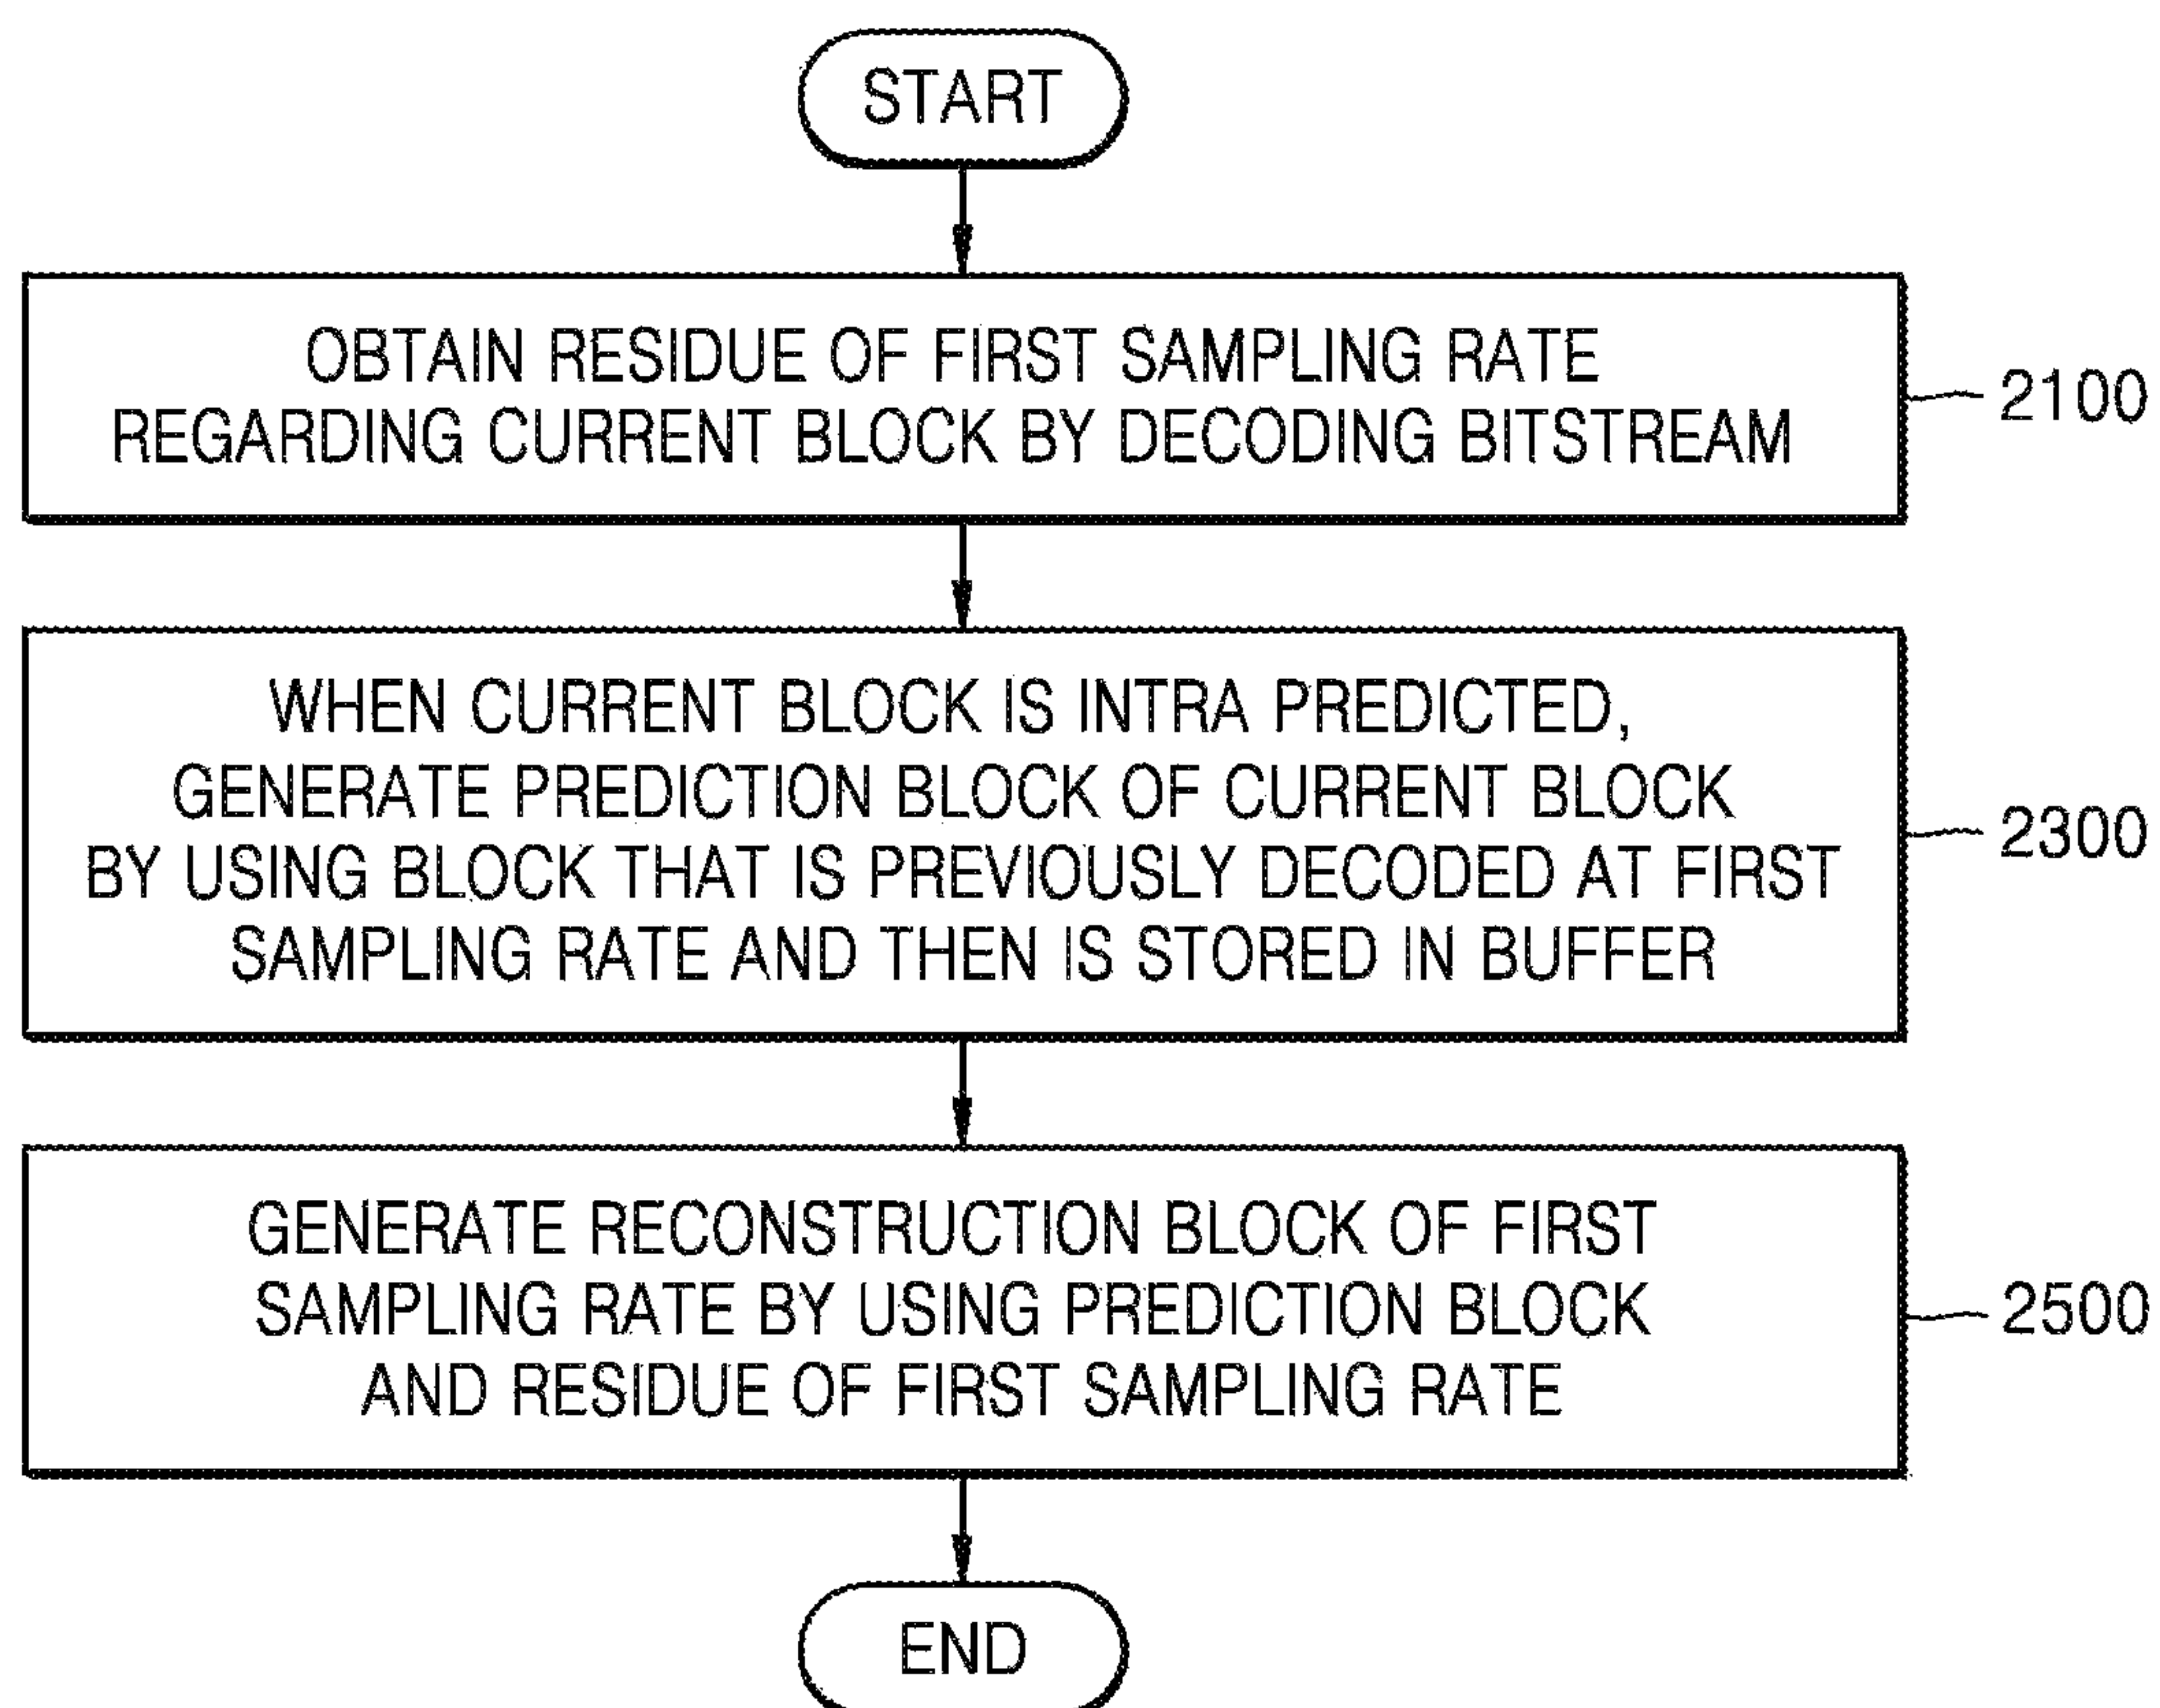 START
OBTAIN RESIDUE OF FIRST SAMPLING RATE
REGARDING CURRENT BLOCK BY DECODING BITSTREAM
2100
WHEN CURRENT BLOCK IS INTRA PREDICTED,
GENERATE PREDICTION BLOCK OF CURRENT BLOCK
BY USING BLOCK THAT IS PREVIOUSLY DECODED AT FIRST
SAMPLING RATE AND THEN IS STORED IN BUFFER
2300
GENERATE RECONSTRUCTION BLOCK OF FIRST
SAMPLING RATE BY USING PREDICTION BLOCK
AND RESIDUE OF FIRST SAMPLING RATE
2500
END